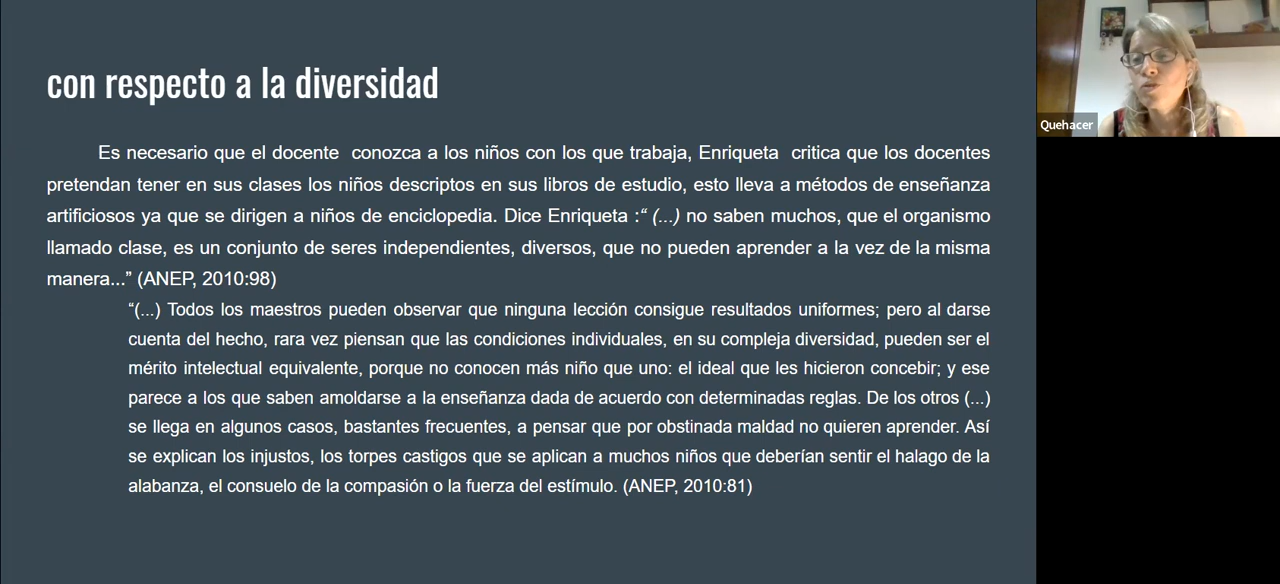 con respecto a la diversidad
Es necesario que el docente conozca a los niños con los que trabaja, Enriqueta critica que los docentes
pretendan tener en sus clases los niños descriptos en sus libros de estudio, esto lleva a métodos de enseñanza
artificiosos ya que se dirigen a niños de enciclopedia. Dice Enriqueta :“ (...) no saben muchos, que el organismo
llamado clase, es un conjunto de seres independientes, diversos, que no pueden aprender a la vez de la misma
manera...” (ANEP, 2010:98)
“(...) Todos los maestros pueden observar que ninguna lección consigue resultados uniformes; pero al darse
cuenta del hecho, rara vez piensan que las condiciones individuales, en su compleja diversidad, pueden ser el
mérito intelectual equivalente, porque no conocen más niño que uno: el ideal que les hicieron concebir; y ese
parece a los que saben amoldarse a la enseñanza dada de acuerdo con determinadas reglas. De los otros (...)
se llega en algunos casos, bastantes frecuentes, a pensar que por obstinada maldad no quieren aprender. Así
se explican los injustos, los torpes castigos que se aplican a muchos niños que deberían sentir el halago de la
alabanza, el consuelo de la compasión o la fuerza del estímulo. (ANEP, 2010:81)
Quehacer